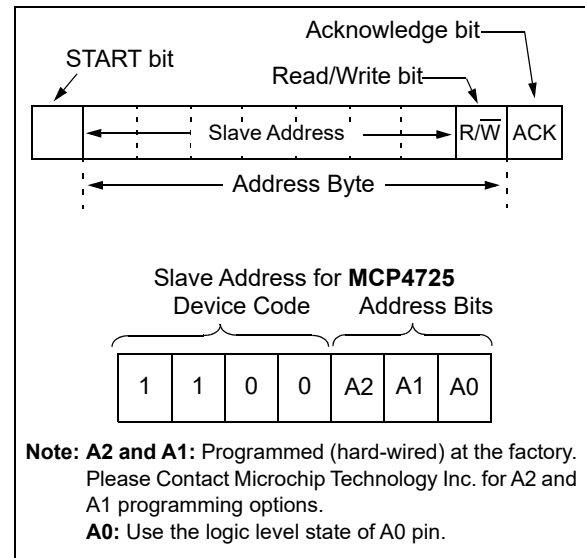 Acknowledge bit
START bit
Read/Write bit
Slave Address
R/W̅
ACK
Address Byte
Slave Address for MCP4725
Device Code
Address Bits
1 1 0 0 A2 A1 A0
Note: A2 and A1: Programmed (hard-wired) at the factory.
Please Contact Microchip Technology Inc. for A2 and
A1 programming options.
A0: Use the logic level state of A0 pin.